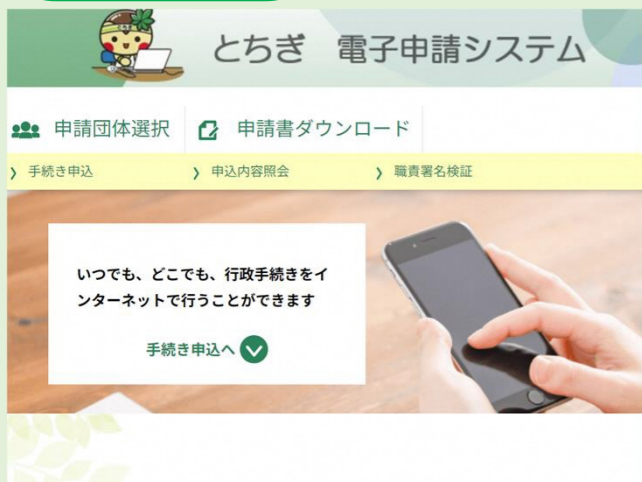 とちぎ 電子申請システム
申請団体選択 申請書ダウンロード
手続き申込 申込内容照会 職責署名検証
いつでも、どこでも、行政手続きをイ
ンターネットで行うことができます
手続き申込へ